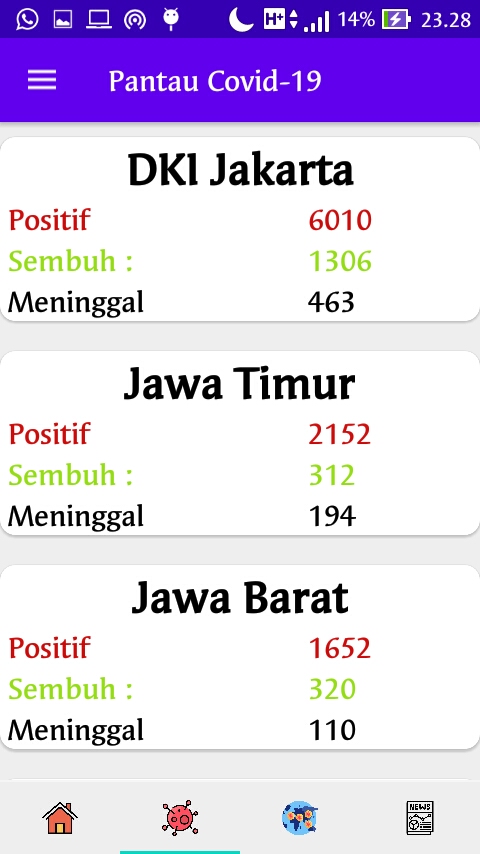 H+ 14% 23.28
Pantau Covid-19
DKI Jakarta
Positif 6010
Sembuh : 1306
Meninggal 463
Jawa Timur
Positif 2152
Sembuh : 312
Meninggal 194
Jawa Barat
Positif 1652
Sembuh : 320
Meninggal 110
NEWS